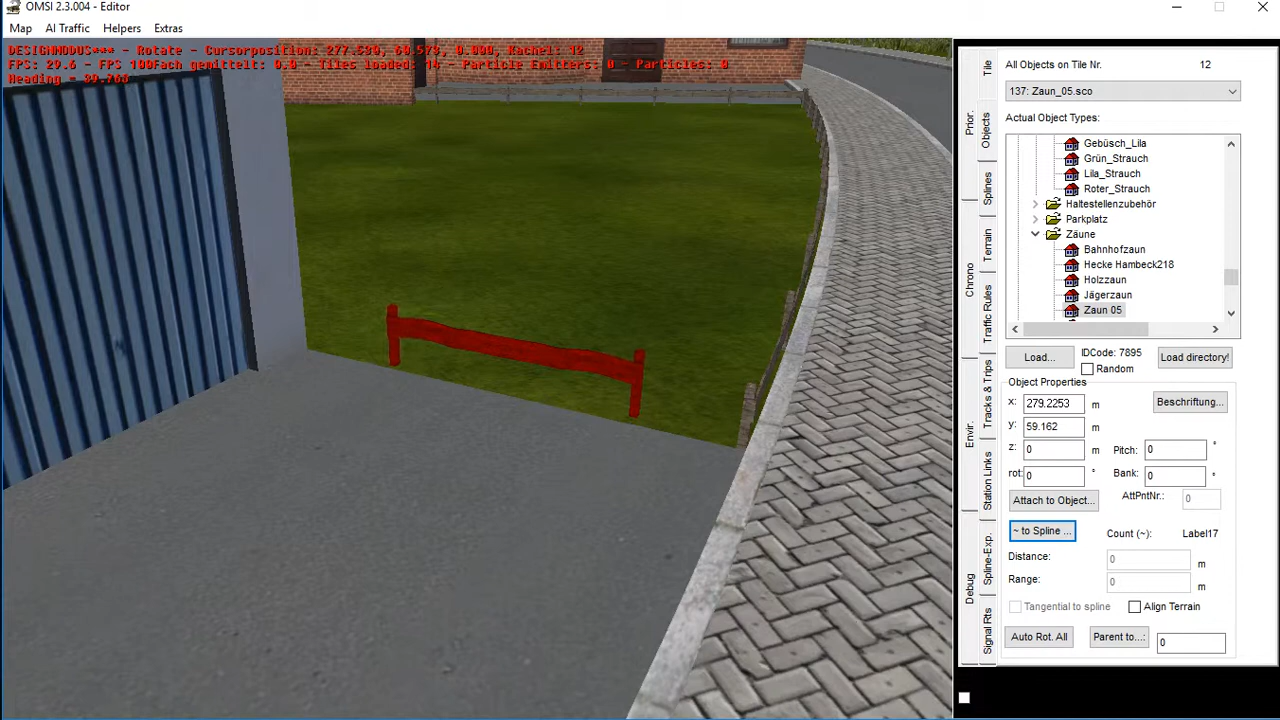 OMSI 2.3.004 - Editor
Map AI Traffic Helpers Extras
DESIGNMODUS*** - Rotate - Cursorposition: 277.539, 60.573, 0.000, Kachel: 12
FPS: 29.6 - FPS 100Fach gemittelt: 0.0 - Tiles loaded: 14 - Particle Emitters: 0 - Particles: 0
Heading = 39.763
Tile
Prior.
Objects
Splines
Terrain
Chrono
Traffic Rules
Tracks & Trips
Envir.
Station Links
Spline-Exp.
Debug
Signal Rts
All Objects on Tile Nr. 12
137: Zaun_05.sco
Actual Object Types:
Gebüsch_Lila
Grün_Strauch
Lila_Strauch
Roter_Strauch
Haltestellenzubehör
Parkplatz
Zäune
Bahnhofzaun
Hecke Hambeck218
Holzzaun
Jägerzaun
Zaun 05
Load... IDCode: 7895 Load directory!
Random
Object Properties
x: 279.2253 m Beschriftung...
y: 59.162 m
z: 0 m Pitch: 0 °
rot: 0 ° Bank: 0 °
Attach to Object... AttPntNr.: 0
~ to Spline ... Count (~): Label17
Distance: 0 m
Range: 0 m
Tangential to spline Align Terrain
Auto Rot. All Parent to...: 0